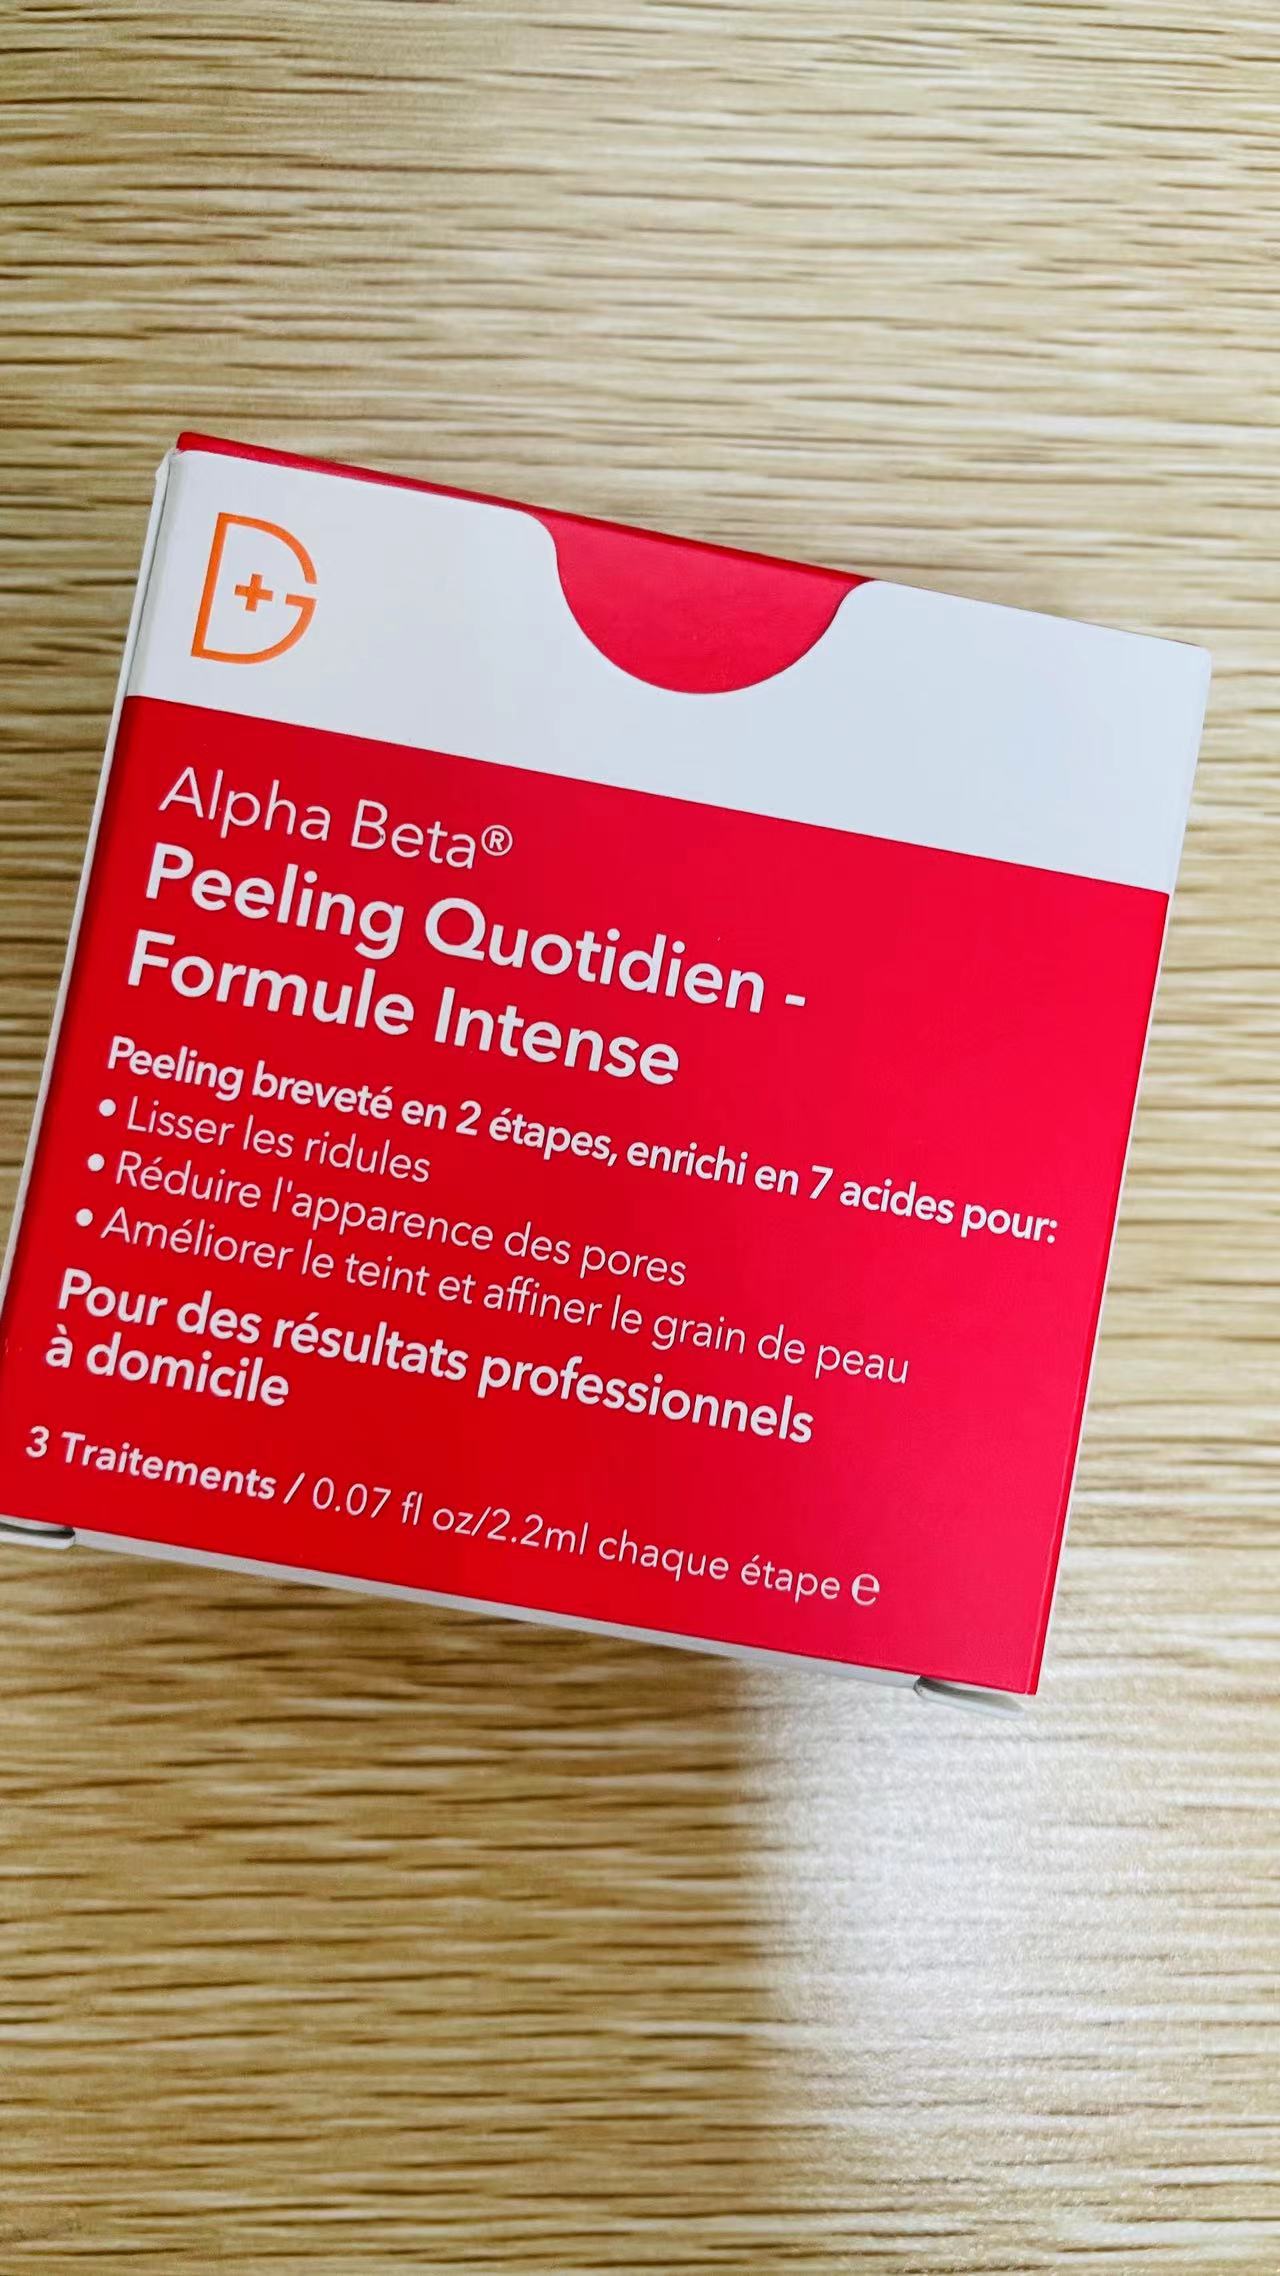 Alpha Beta®
Peeling Quotidien -
Formule Intense
Peeling breveté en 2 étapes, enrichi en 7 acides pour:
• Lisser les ridules
• Réduire l'apparence des pores
• Améliorer le teint et affiner le grain de peau
Pour des résultats professionnels
à domicile
3 Traitements / 0.07 fl oz/2.2ml chaque étape ℮